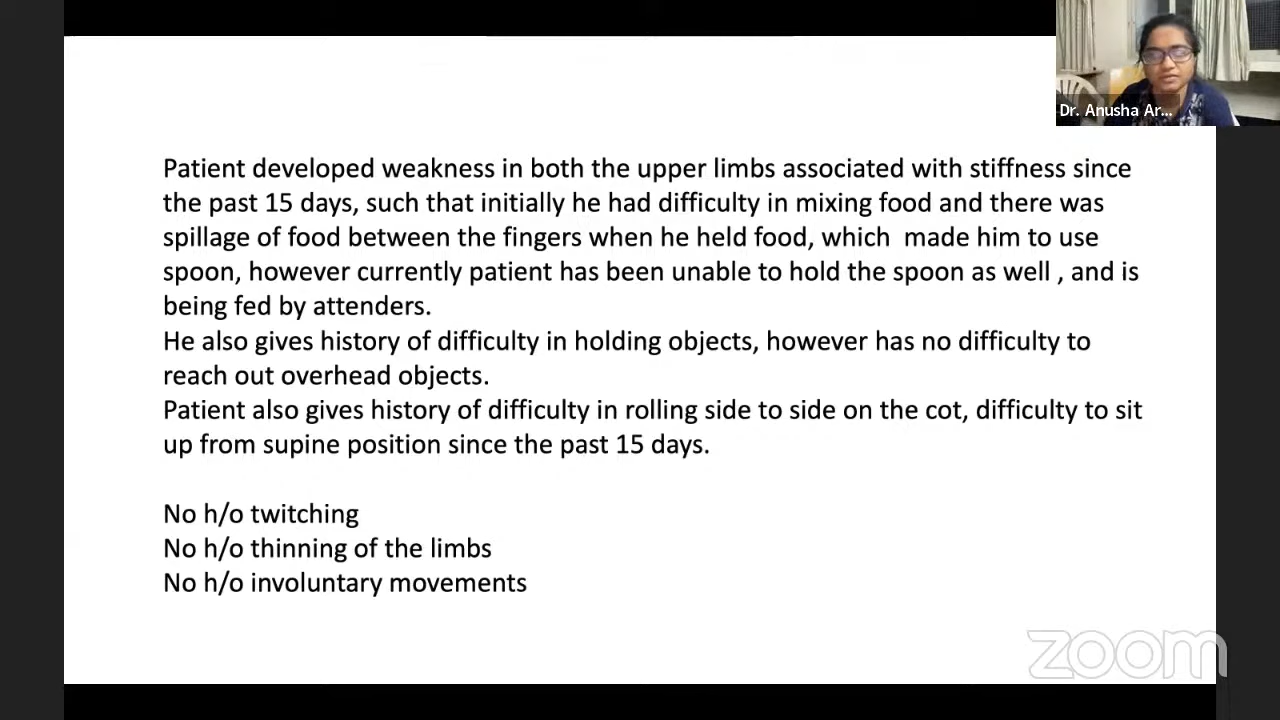 Dr. Anusha Ar...
Patient developed weakness in both the upper limbs associated with stiffness since
the past 15 days, such that initially he had difficulty in mixing food and there was
spillage of food between the fingers when he held food, which  made him to use
spoon, however currently patient has been unable to hold the spoon as well , and is
being fed by attenders.
He also gives history of difficulty in holding objects, however has no difficulty to
reach out overhead objects.
Patient also gives history of difficulty in rolling side to side on the cot, difficulty to sit
up from supine position since the past 15 days.
No h/o twitching
No h/o thinning of the limbs
No h/o involuntary movements
zoom